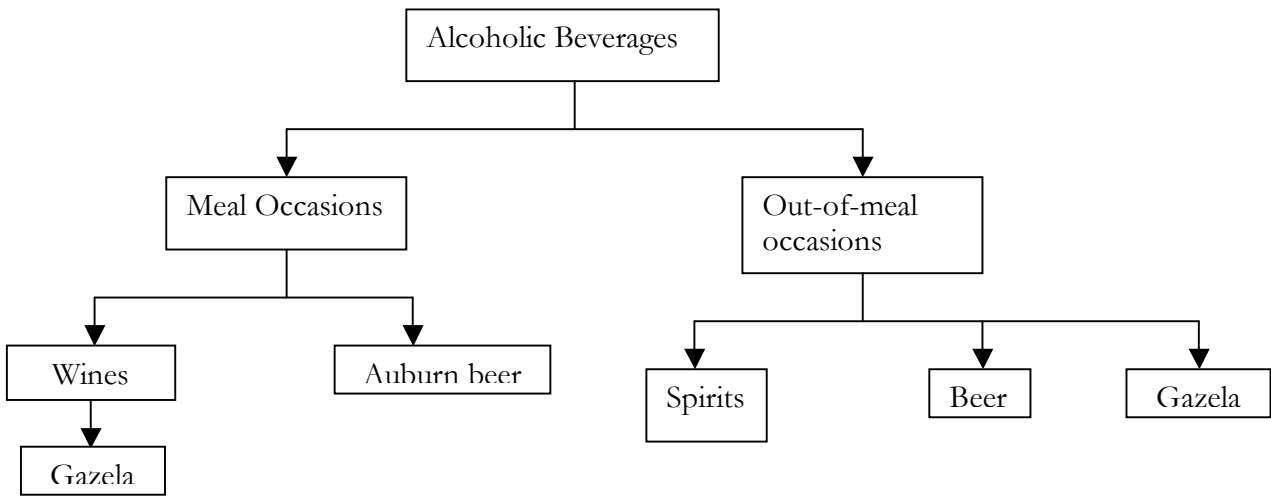 Alcoholic Beverages
Meal Occasions
Out-of-meal
occasions
Wines
Auburn beer
Spirits
Beer
Gazela
Gazela